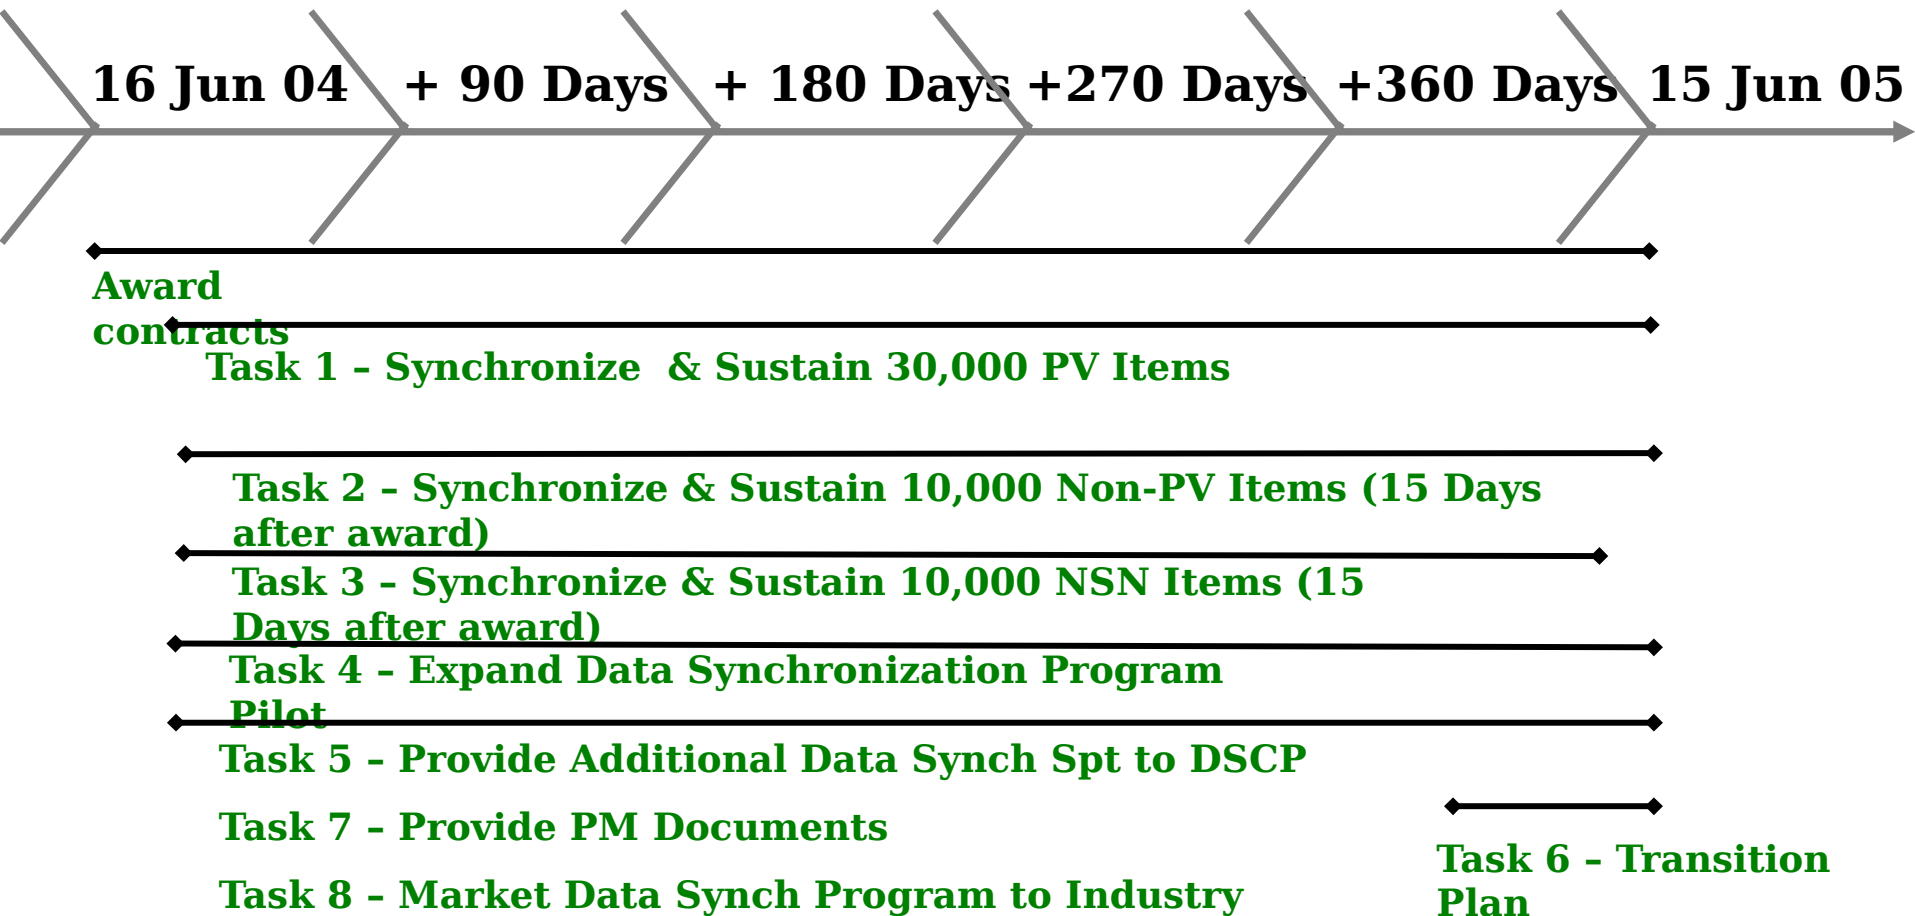 16 Jun 04 + 90 Days + 180 Days +270 Days +360 Days 15 Jun 05
Award
contracts
Task 1 – Synchronize  & Sustain 30,000 PV Items
Task 2 – Synchronize & Sustain 10,000 Non-PV Items (15 Days
after award)
Task 3 – Synchronize & Sustain 10,000 NSN Items (15
Days after award)
Task 4 – Expand Data Synchronization Program
Pilot
Task 5 – Provide Additional Data Synch Spt to DSCP
Task 7 – Provide PM Documents
Task 8 – Market Data Synch Program to Industry
Task 6 – Transition
Plan